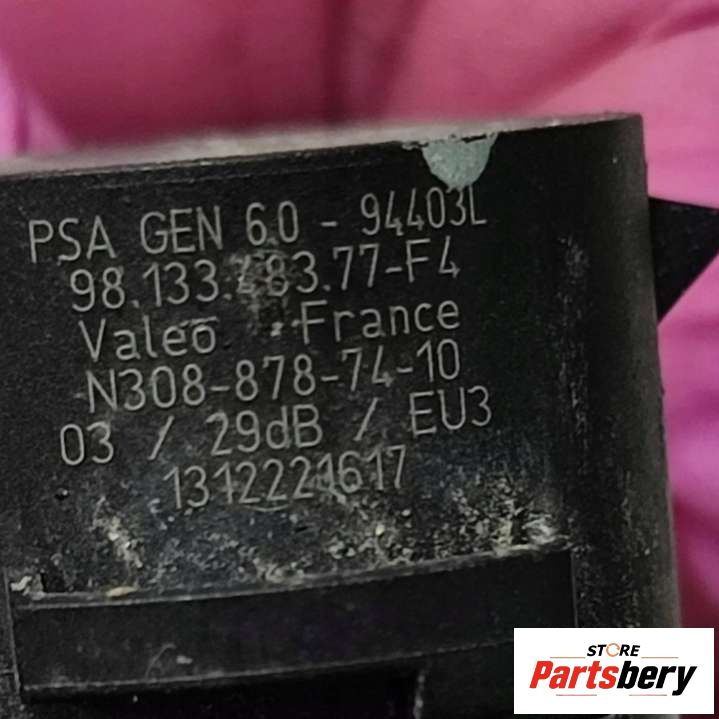 PSA GEN 6.0 - 94403L
98.133.483.77-F4
Valeo - France
N308-878-74-10
03 / 29dB / EU3
1312221617
STORE
Partsbery